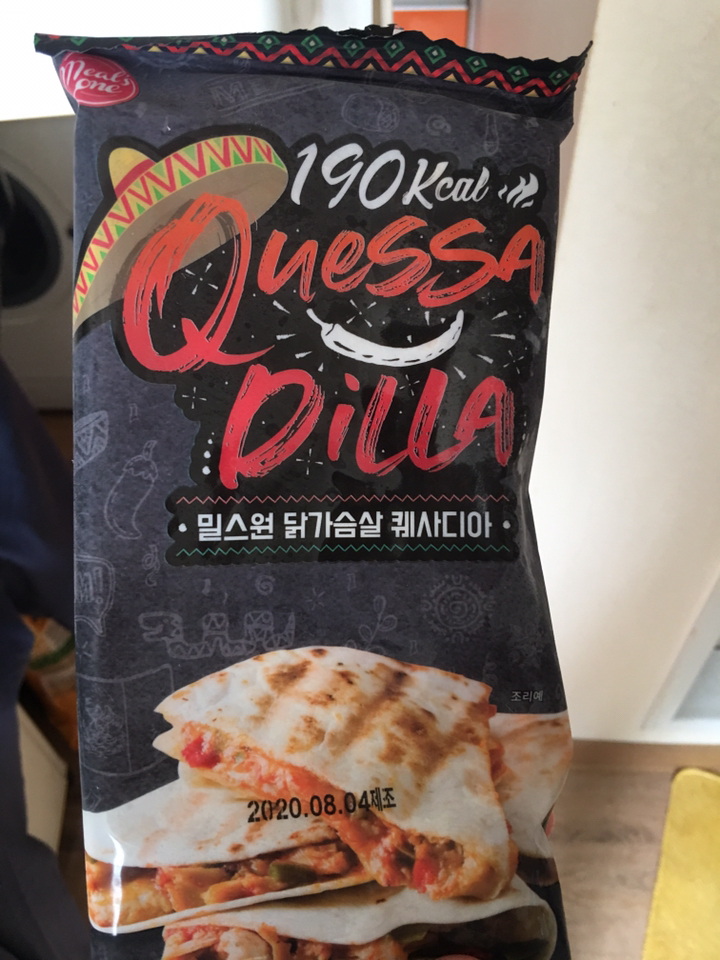 Meals one
190Kcal
QuessA
DillA
· 밀스원 닭가슴살 퀘사디아 ·
조리예
2020.08.04제조